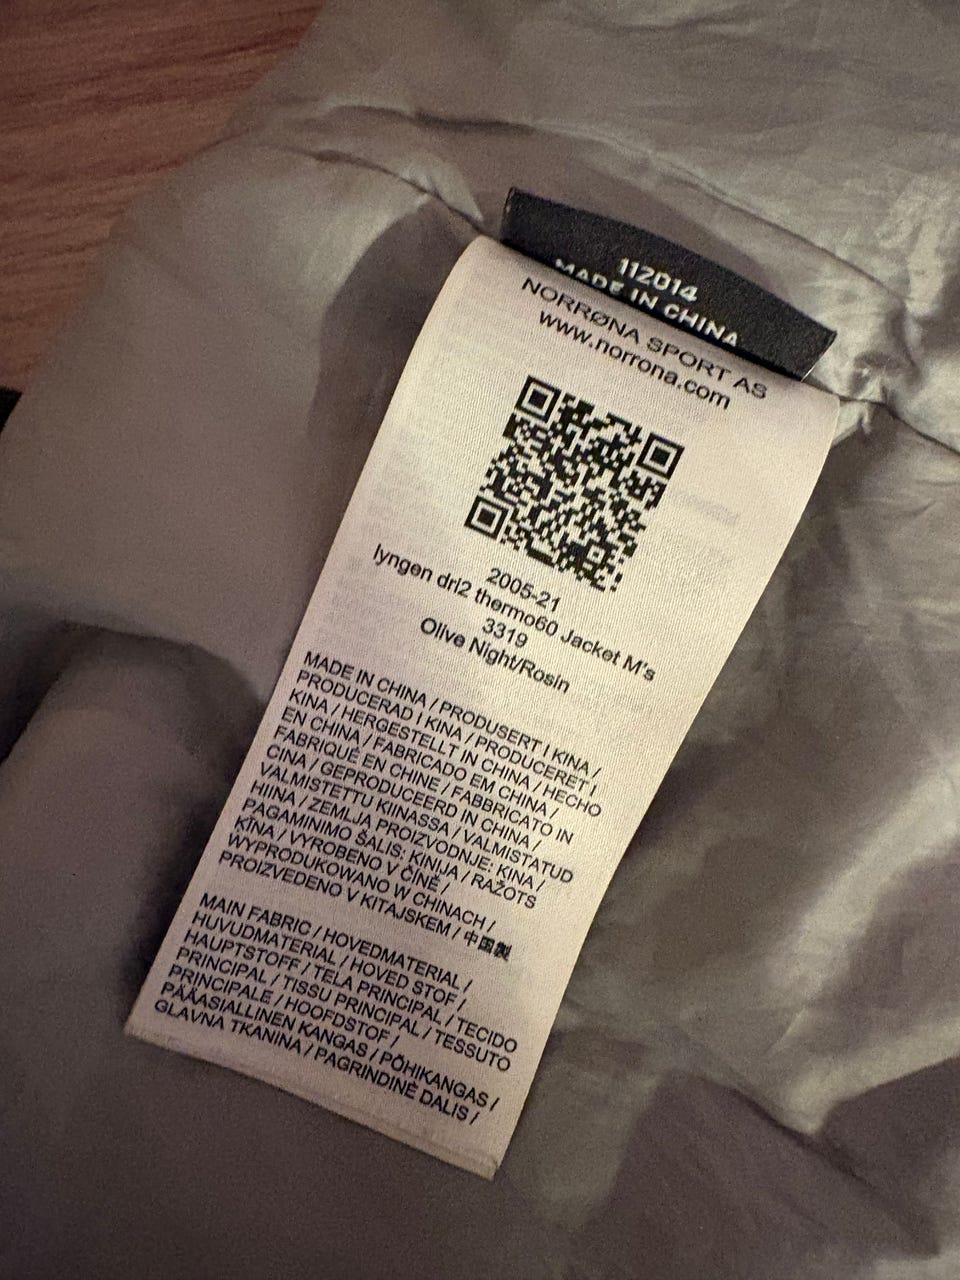 112014
MADE IN CHINA
NORRØNA SPORT AS
www.norrona.com
2005-21
lyngen dri2 thermo60 Jacket M's
3319
Olive Night/Rosin
MADE IN CHINA / PRODUSERT I KINA /
PRODUCERAD I KINA / PRODUCERET I
KINA / HERGESTELLT IN CHINA / HECHO
EN CHINA / FABRICADO EM CHINA /
FABRIQUÉ EN CHINE / FABBRICATO IN
CINA / GEPRODUCEERD IN CHINA /
VALMISTETTU KIINASSA / VALMISTATUD
HIINA / ZEMLJA PROIZVODNJE: ĶINA /
PAGAMINIMO ŠALIS: KINIJA / RAŽOTS
ĶĪNA / VYROBENO V ČÍNĚ /
WYPRODUKOWANO W CHINACH /
PROIZVEDENO V KITAJSKEM / 中国製
MAIN FABRIC / HOVEDMATERIAL /
HUVUDMATERIAL / HOVED STOF /
HAUPTSTOFF / TELA PRINCIPAL / TECIDO
PRINCIPAL / TISSU PRINCIPAL / TESSUTO
PRINCIPALE / HOOFDSTOF /
PÄÄASIALLINEN KANGAS / PÕHIKANGAS /
GLAVNA TKANINA / PAGRINDINĖ DALIS /